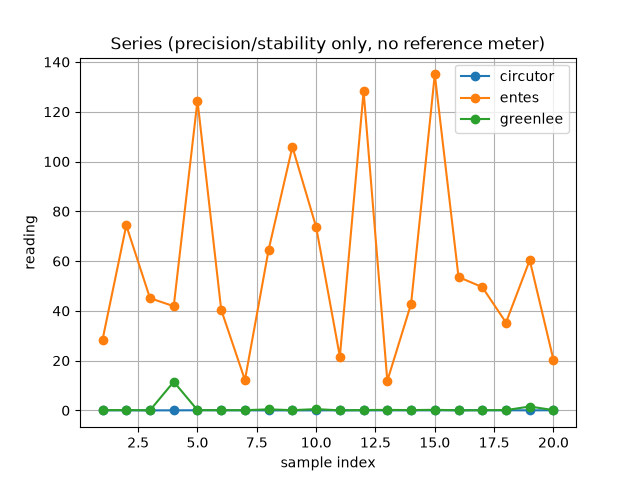 Series (precision/stability only, no reference meter)
circutor
entes
greenlee
reading
140
120
100
80
60
40
20
0
2.5 5.0 7.5 10.0 12.5 15.0 17.5 20.0
sample index